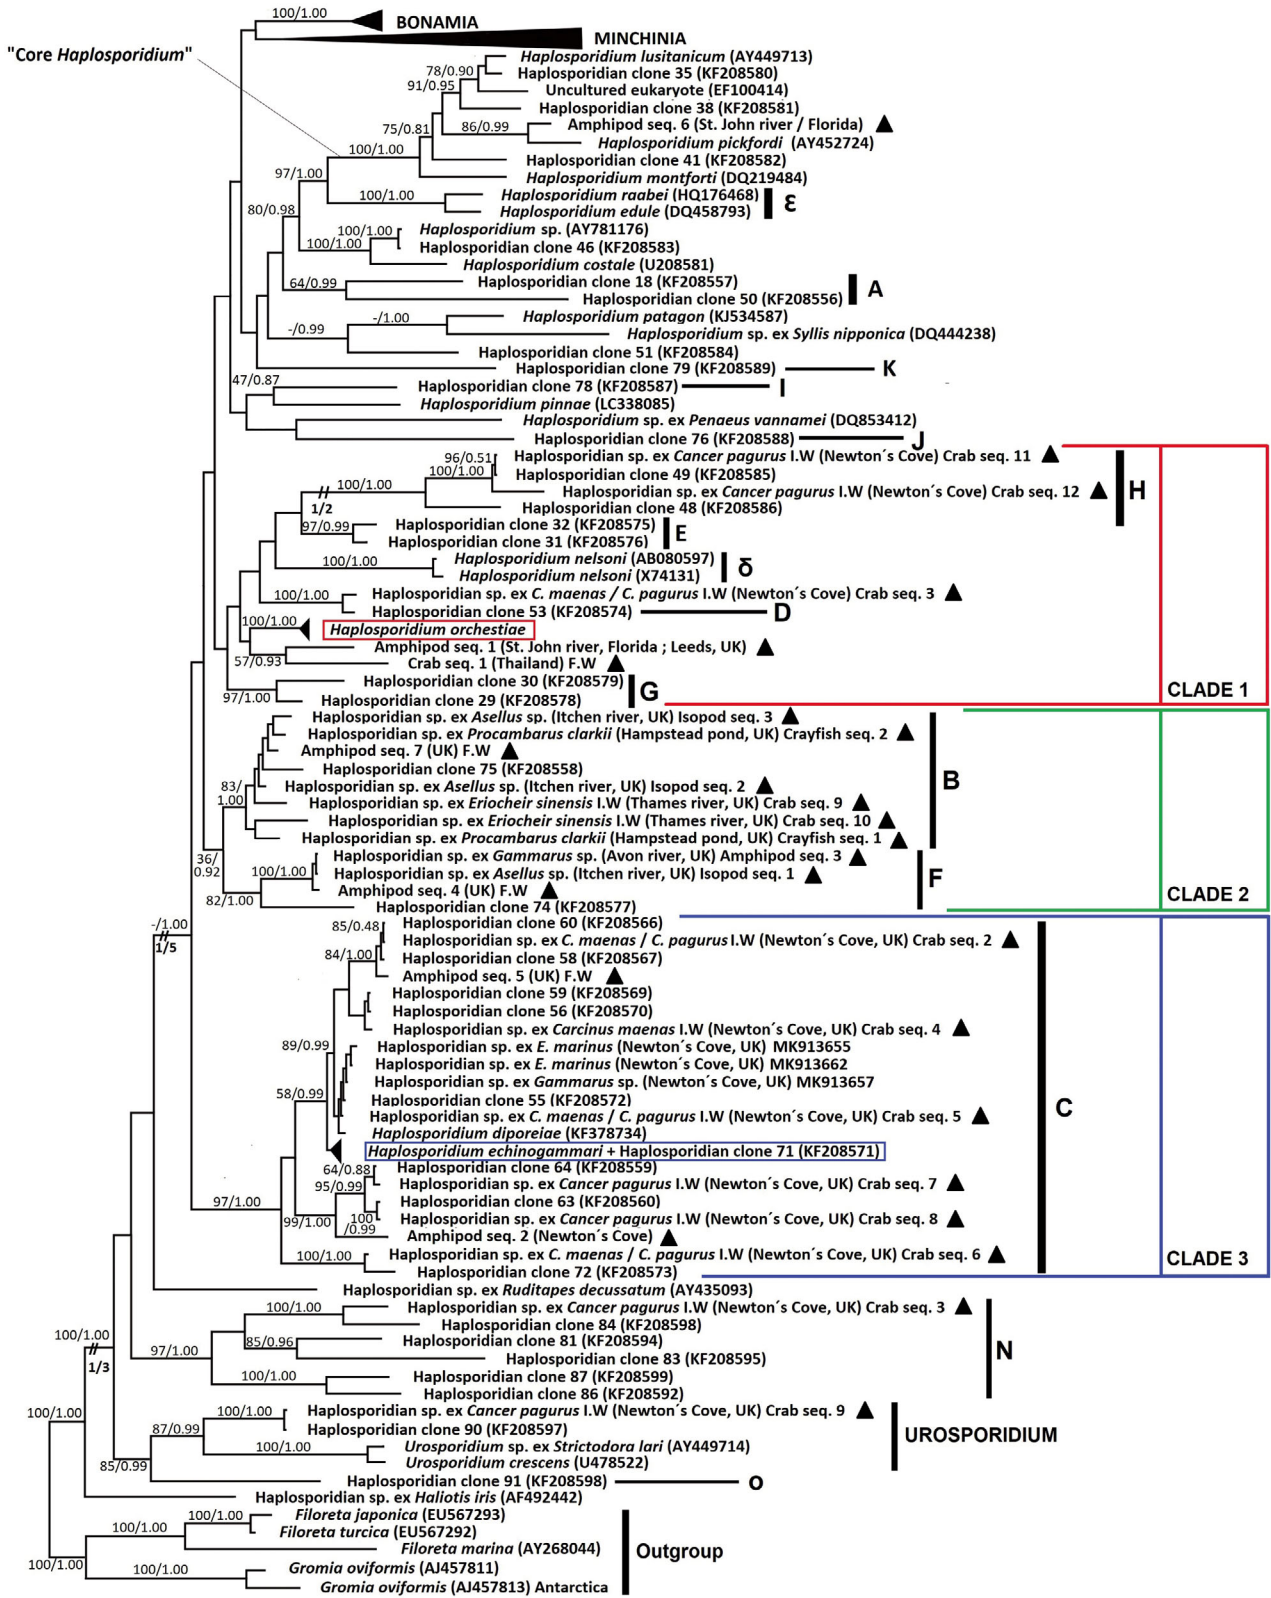 100/1.00 BONAMIA
MINCHINIA
"Core Haplosporidium"
Haplosporidium lusitanicum (AY449713)
78/0.90 Haplosporidian clone 35 (KF208580)
91/0.95 Uncultured eukaryote (EF100414)
Haplosporidian clone 38 (KF208581)
75/0.81 86/0.99 Amphipod seq. 6 (St. John river / Florida)
Haplosporidium pickfordi (AY452724)
100/1.00 Haplosporidian clone 41 (KF208582)
97/1.00 Haplosporidium montforti (DQ219484)
100/1.00 Haplosporidium raabei (HQ176468) Ɛ
80/0.98 Haplosporidium edule (DQ458793)
100/1.00 Haplosporidium sp. (AY781176)
100/1.00 Haplosporidian clone 46 (KF208583)
Haplosporidium costale (U208581)
64/0.99 Haplosporidian clone 18 (KF208557) A
Haplosporidian clone 50 (KF208556)
-/1.00 Haplosporidium patagon (KJ534587)
-/0.99 Haplosporidium sp. ex Syllis nipponica (DQ444238)
Haplosporidian clone 51 (KF208584)
Haplosporidian clone 79 (KF208589) K
47/0.87 Haplosporidian clone 78 (KF208587) I
Haplosporidium pinnae (LC338085)
Haplosporidium sp. ex Penaeus vannamei (DQ853412)
Haplosporidian clone 76 (KF208588) J
96/0.51 Haplosporidian sp. ex Cancer pagurus I.W (Newton´s Cove) Crab seq. 11
100/1.00 Haplosporidian clone 49 (KF208585)
100/1.00 Haplosporidian sp. ex Cancer pagurus I.W (Newton´s Cove) Crab seq. 12 H
1/2 Haplosporidian clone 48 (KF208586)
97/0.99 Haplosporidian clone 32 (KF208575) E
Haplosporidian clone 31 (KF208576)
100/1.00 Haplosporidium nelsoni (AB080597) δ
Haplosporidium nelsoni (X74131)
100/1.00 Haplosporidian sp. ex C. maenas / C. pagurus I.W (Newton´s Cove) Crab seq. 3
Haplosporidian clone 53 (KF208574) D
100/1.00 Haplosporidium orchestiae
Amphipod seq. 1 (St. John river, Florida ; Leeds, UK)
57/0.93 Crab seq. 1 (Thailand) F.W
Haplosporidian clone 30 (KF208579) G
97/1.00 Haplosporidian clone 29 (KF208578) CLADE 1
Haplosporidian sp. ex Asellus sp. (Itchen river, UK) Isopod seq. 3
Haplosporidian sp. ex Procambarus clarkii (Hampstead pond, UK) Crayfish seq. 2
Amphipod seq. 7 (UK) F.W
Haplosporidian clone 75 (KF208558) B
83/ Haplosporidian sp. ex Asellus sp. (Itchen river, UK) Isopod seq. 2
1.00 Haplosporidian sp. ex Eriocheir sinensis I.W (Thames river, UK) Crab seq. 9
Haplosporidian sp. ex Eriocheir sinensis I.W (Thames river, UK) Crab seq. 10
Haplosporidian sp. ex Procambarus clarkii (Hampstead pond, UK) Crayfish seq. 1
36/ Haplosporidian sp. ex Gammarus sp. (Avon river, UK) Amphipod seq. 3
0.92 100/1.00 Haplosporidian sp. ex Asellus sp. (Itchen river, UK) Isopod seq. 1 F
Amphipod seq. 4 (UK) F.W CLADE 2
82/1.00 Haplosporidian clone 74 (KF208577)
-/1.00 85/0.48 Haplosporidian clone 60 (KF208566)
1/5 Haplosporidian sp. ex C. maenas / C. pagurus I.W (Newton´s Cove, UK) Crab seq. 2
84/1.00 Haplosporidian clone 58 (KF208567)
Amphipod seq. 5 (UK) F.W
Haplosporidian clone 59 (KF208569)
Haplosporidian clone 56 (KF208570)
Haplosporidian sp. ex Carcinus maenas I.W (Newton´s Cove, UK) Crab seq. 4
89/0.99 Haplosporidian sp. ex E. marinus (Newton´s Cove, UK) MK913655
Haplosporidian sp. ex E. marinus (Newton´s Cove, UK) MK913662
Haplosporidian sp. ex Gammarus sp. (Newton´s Cove, UK) MK913657
58/0.99 Haplosporidian clone 55 (KF208572) C
Haplosporidian sp. ex C. maenas / C. pagurus I.W (Newton´s Cove, UK) Crab seq. 5
Haplosporidium diporeiae (KF378734)
Haplosporidium echinogammari + Haplosporidian clone 71 (KF208571)
64/0.88 Haplosporidian clone 64 (KF208559)
95/0.99 Haplosporidian sp. ex Cancer pagurus I.W (Newton´s Cove, UK) Crab seq. 7
97/1.00 Haplosporidian clone 63 (KF208560)
99/1.00 100 /0.99 Haplosporidian sp. ex Cancer pagurus I.W (Newton´s Cove, UK) Crab seq. 8
Amphipod seq. 2 (Newton´s Cove)
100/1.00 Haplosporidian sp. ex C. maenas / C. pagurus I.W (Newton´s Cove, UK) Crab seq. 6 CLADE 3
Haplosporidian clone 72 (KF208573)
Haplosporidian sp. ex Ruditapes decussatum (AY435093)
100/1.00 Haplosporidian sp. ex Cancer pagurus I.W (Newton´s Cove, UK) Crab seq. 3
Haplosporidian clone 84 (KF208598)
100/1.00 85/0.96 Haplosporidian clone 81 (KF208594)
1/3 97/1.00 Haplosporidian clone 83 (KF208595) N
100/1.00 Haplosporidian clone 87 (KF208599)
Haplosporidian clone 86 (KF208592)
100/1.00 100/1.00 Haplosporidian sp. ex Cancer pagurus I.W (Newton´s Cove, UK) Crab seq. 9
87/0.99 Haplosporidian clone 90 (KF208597) UROSPORIDIUM
100/1.00 Urosporidium sp. ex Strictodora lari (AY449714)
85/0.99 Urosporidium crescens (U478522)
Haplosporidian clone 91 (KF208598) O
Haplosporidian sp. ex Haliotis iris (AF492442)
Filoreta japonica (EU567293)
100/1.00 100/1.00 Filoreta turcica (EU567292)
Filoreta marina (AY268044) Outgroup
100/1.00 100/1.00 Gromia oviformis (AJ457811)
Gromia oviformis (AJ457813) Antarctica